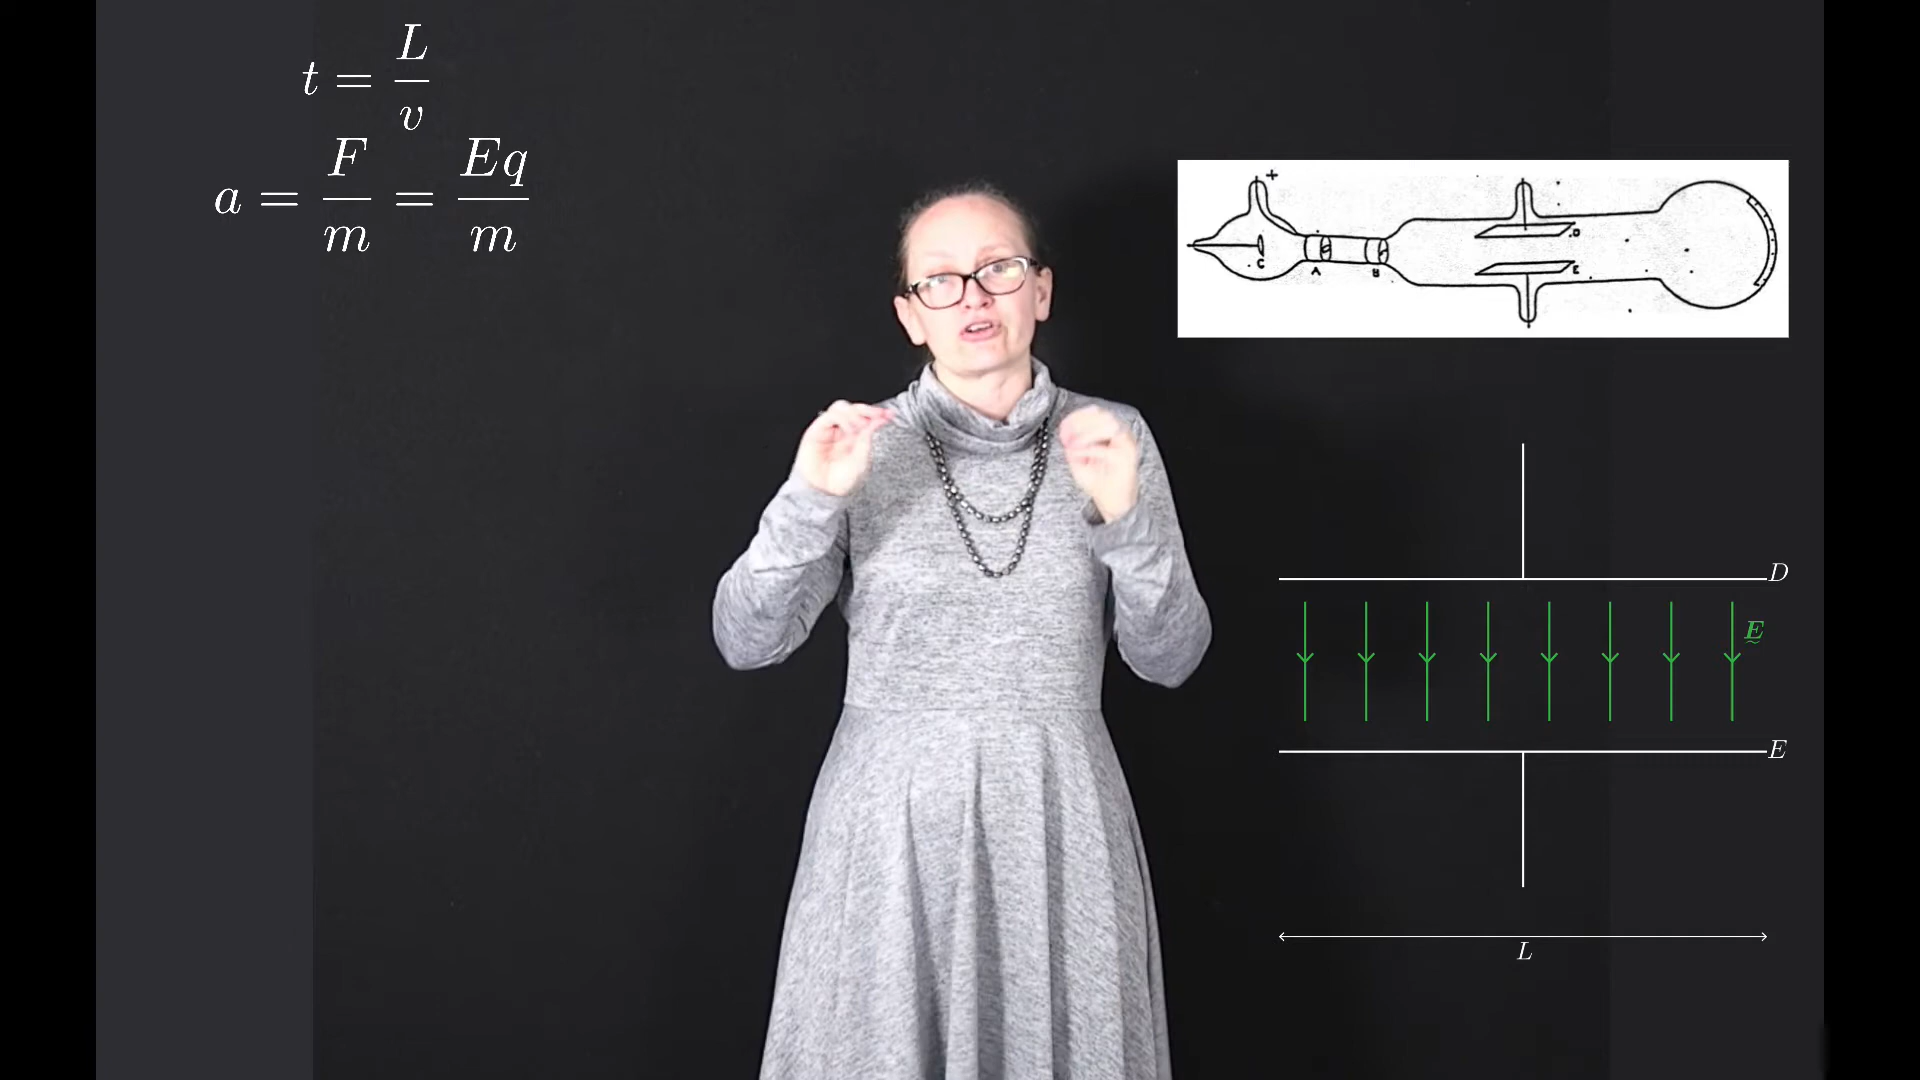 t = L/v
a = F/m = Eq/m
+
C A B D E
D
E
E
L